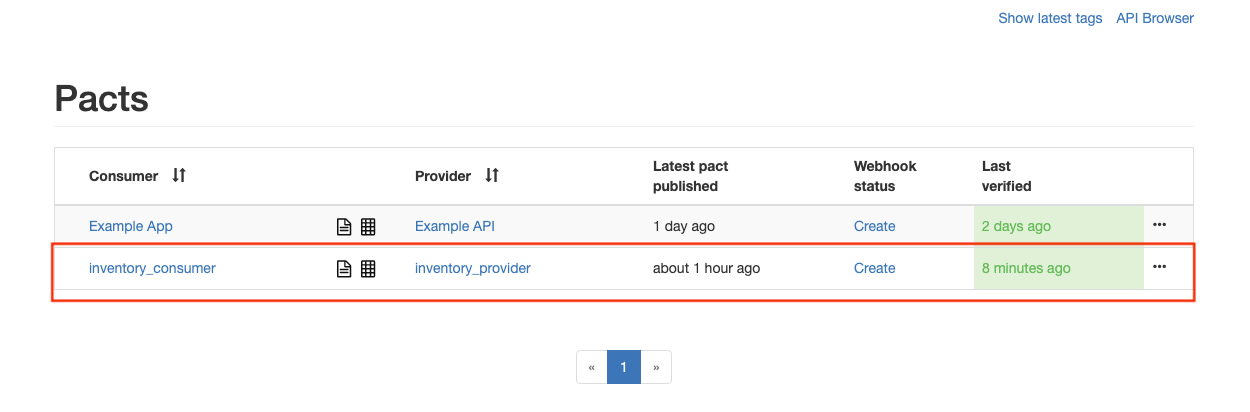 Show latest tags API Browser
Pacts
Consumer Provider Latest pact published Webhook status Last verified
Example App Example API 1 day ago Create 2 days ago •••
inventory_consumer inventory_provider about 1 hour ago Create 8 minutes ago •••
« 1 »